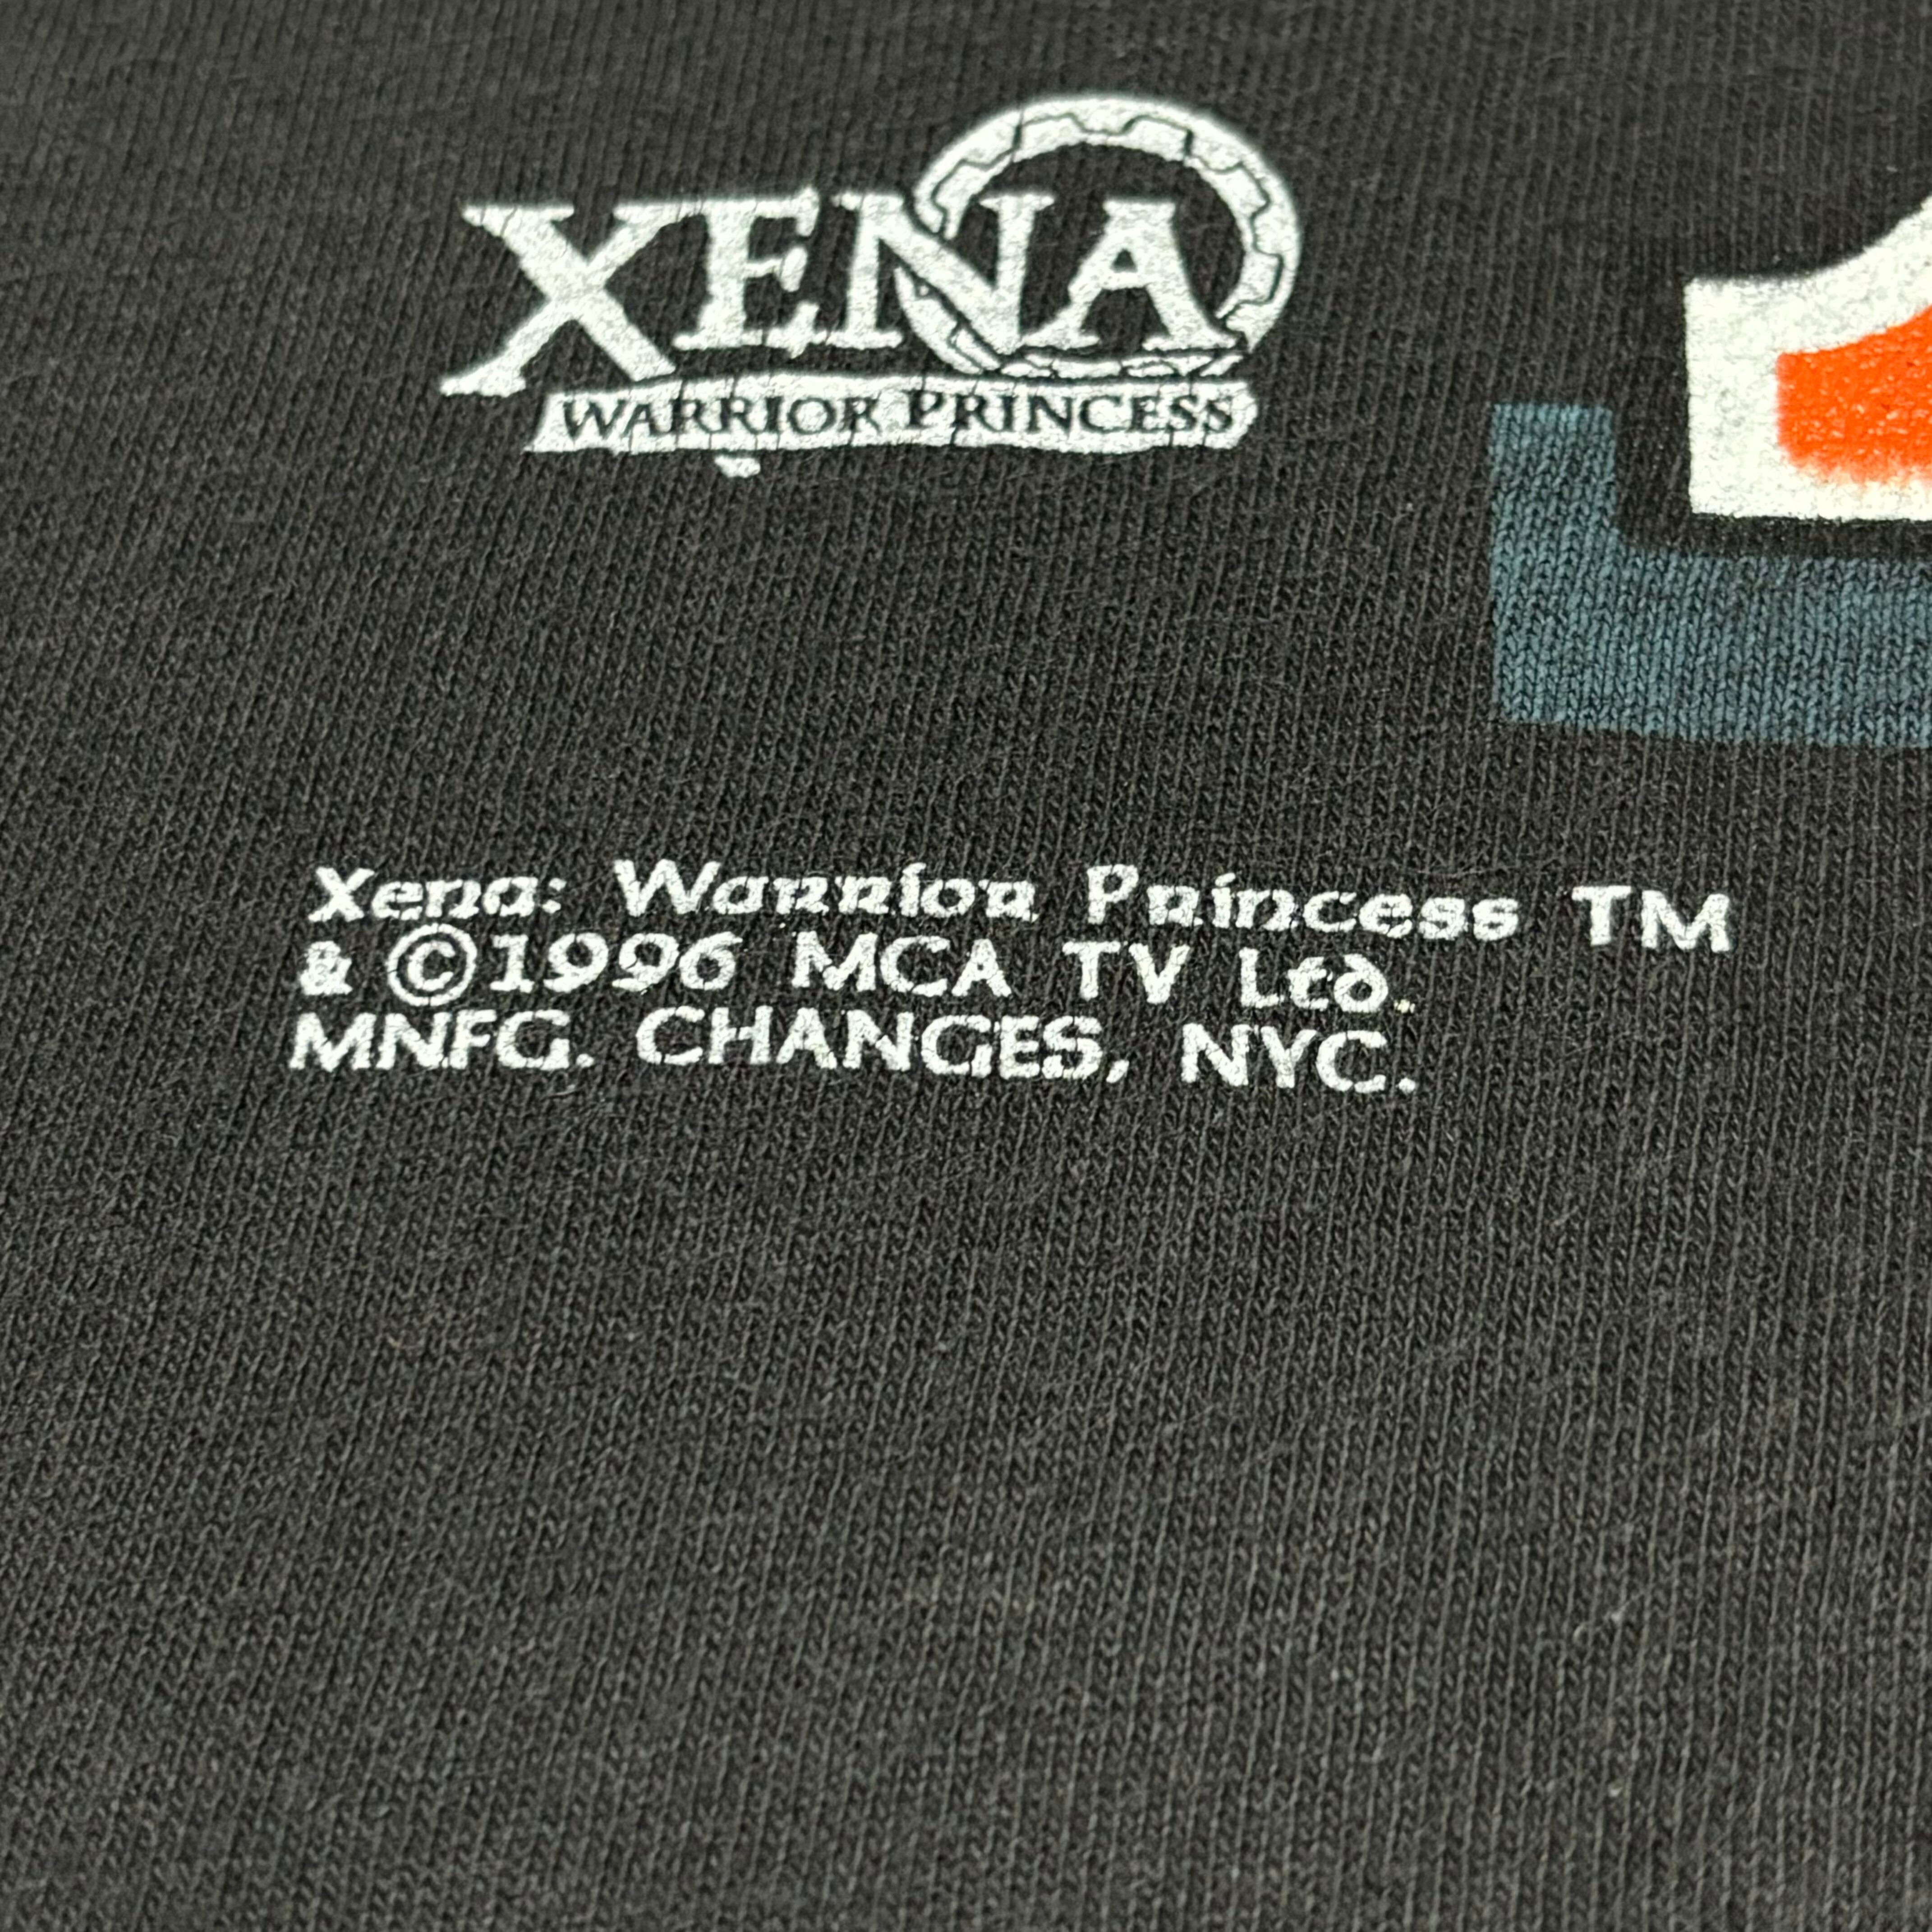 XENA
WARRIOR PRINCESS
Xena: Warrior Princess TM
& ©1996 MCA TV Ltd.
MNFG. CHANGES, NYC.